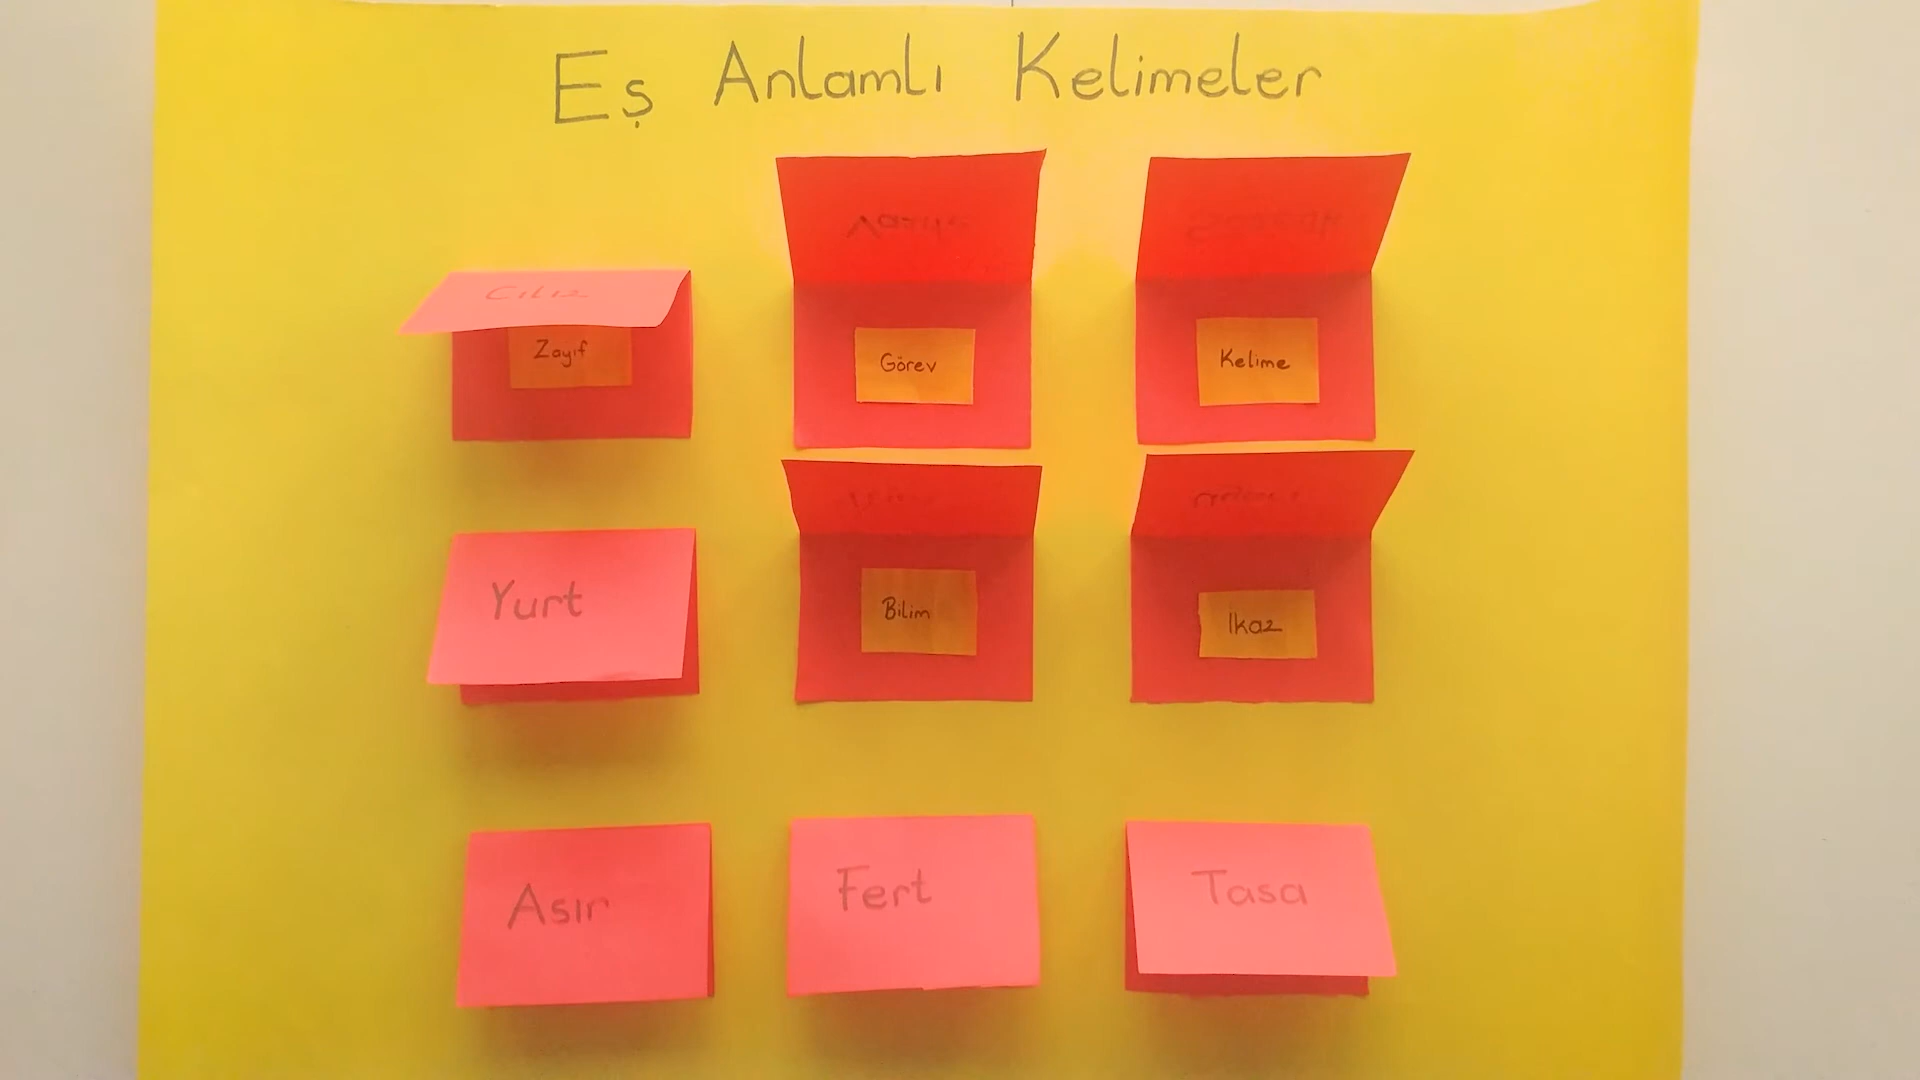 Eş Anlamlı Kelimeler
Cılız
Zayıf
Görev
Kelime
Yurt
Bilim
Ikaz
Asır
Fert
Tasa